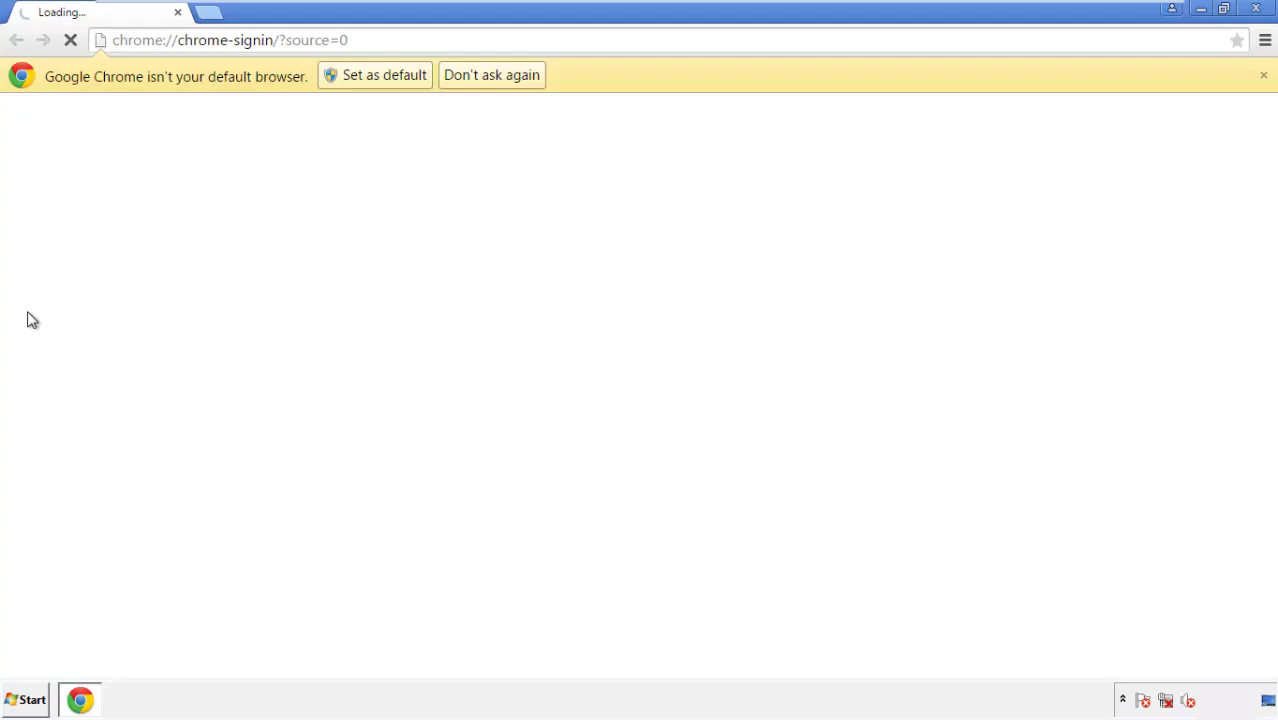 Loading...
chrome://chrome-signin/?source=0
Google Chrome isn't your default browser. Set as default Don't ask again
Start